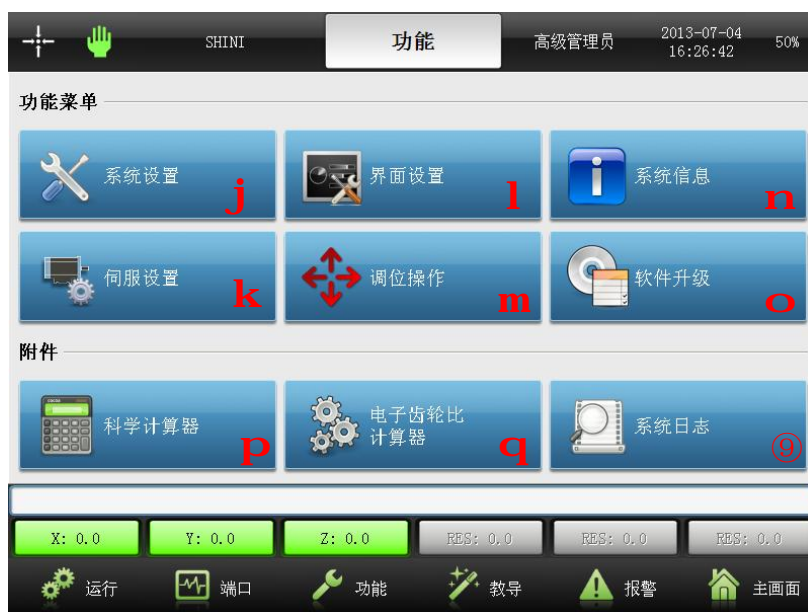 SHINI 功能 高级管理员 2013-07-04 16:26:42 50%
功能菜单
系统设置 j 界面设置 l 系统信息 n
伺服设置 k 调位操作 m 软件升级 o
附件
科学计算器 p 电子齿轮比计算器 q 系统日志 ⑨
X: 0.0 Y: 0.0 Z: 0.0 RES: 0.0 RES: 0.0 RES: 0.0
运行 端口 功能 教导 报警 主画面